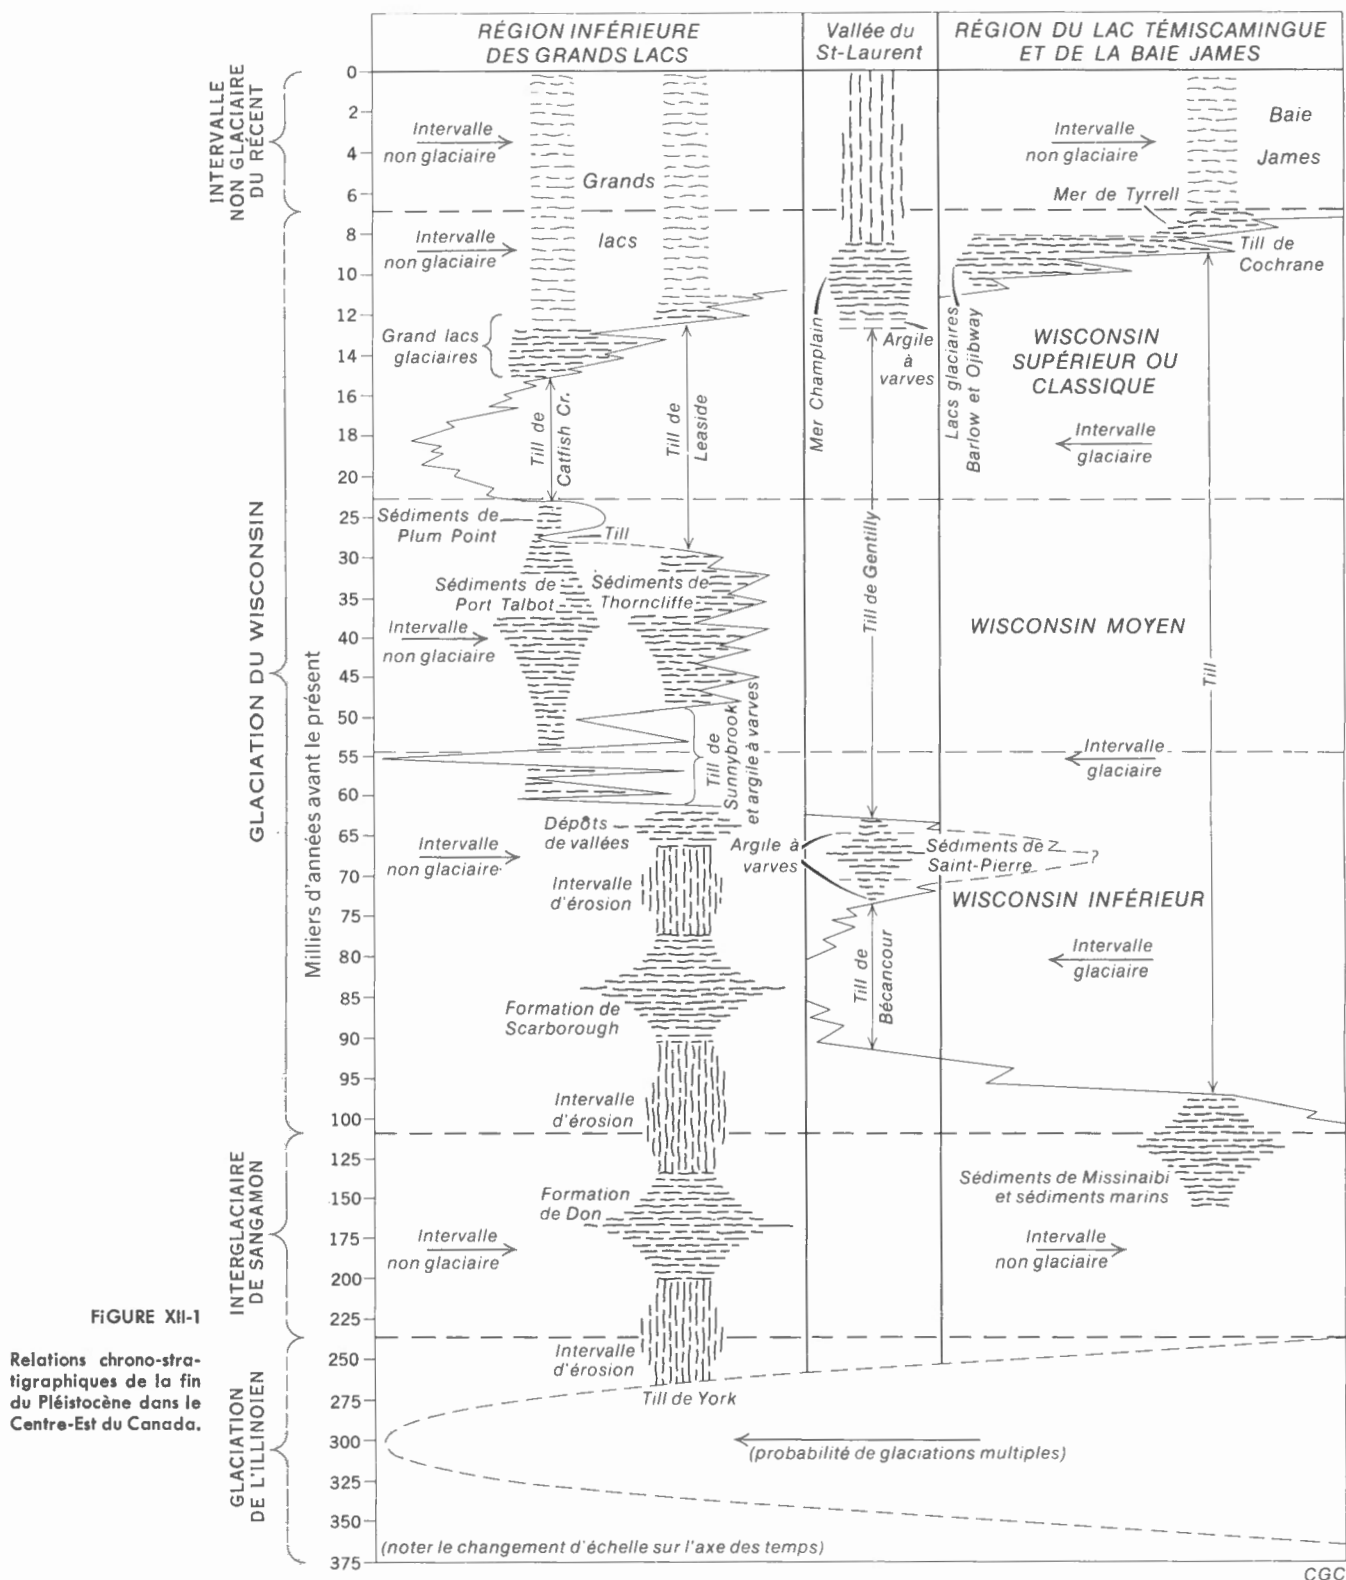 RÉGION INFÉRIEURE
DES GRANDS LACS
Vallée du
St-Laurent
RÉGION DU LAC TÉMISCAMINGUE
ET DE LA BAIE JAMES
INTERVALLE
NON GLACIAIRE
DU RÉCENT
GLACIATION DU WISCONSIN
INTERGLACIAIRE
DE SANGAMON
GLACIATION
DE L'ILLINOIEN
Milliers d'années avant le présent
0
2
4
6
8
10
12
14
16
18
20
25
30
35
40
45
50
55
60
65
70
75
80
85
90
95
100
125
150
175
200
225
250
275
300
325
350
375
Intervalle
non glaciaire
Grands
lacs
Intervalle
non glaciaire
Grand lacs
glaciaires
Till de
Catfish Cr.
Till de
Leaside
Sédiments de
Plum Point
Till
Sédiments de
Port Talbot
Sédiments de
Thorncliffe
Intervalle
non glaciaire
Till de
Sunnybrook
et argile à varves
Dépôts
de vallées
Intervalle
non glaciaire
Intervalle
d'érosion
Formation de
Scarborough
Intervalle
d'érosion
Formation
de Don
Intervalle
non glaciaire
Intervalle
d'érosion
Till de York
(probabilité de glaciations multiples)
(noter le changement d'échelle sur l'axe des temps)
Mer Champlain
Argile
à
varves
Till de Gentilly
Argile à
varves
Sédiments de
Saint-Pierre
?
?
Till de
Bécancour
Intervalle
non glaciaire
Baie
James
Mer de Tyrrell
Till de
Cochrane
Lacs glaciaires
Barlow et Ojibway
WISCONSIN
SUPÉRIEUR OU
CLASSIQUE
Intervalle
glaciaire
WISCONSIN MOYEN
Till
Intervalle
glaciaire
WISCONSIN INFÉRIEUR
Intervalle
glaciaire
Sédiments de Missinaibi
et sédiments marins
Intervalle
non glaciaire
FIGURE XII-1
Relations chrono-stra-
tigraphiques de la fin
du Pléistocène dans le
Centre-Est du Canada.
CGC